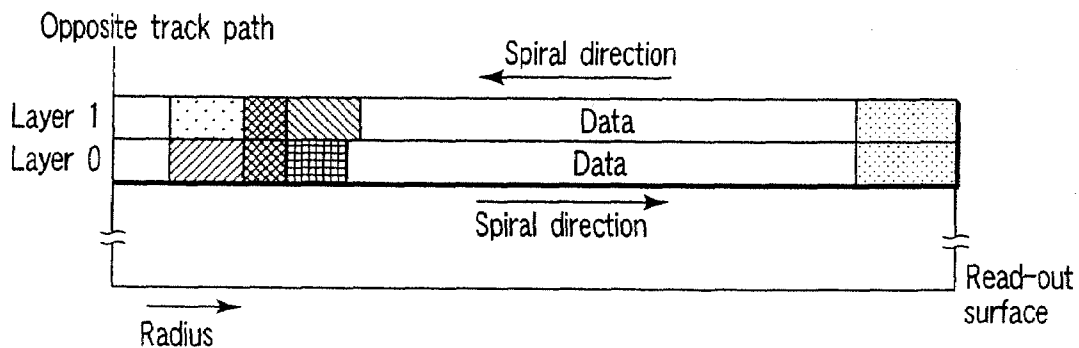 Opposite track path
Spiral direction
Layer 1
Data
Layer 0
Data
Spiral direction
Radius
Read-out
surface